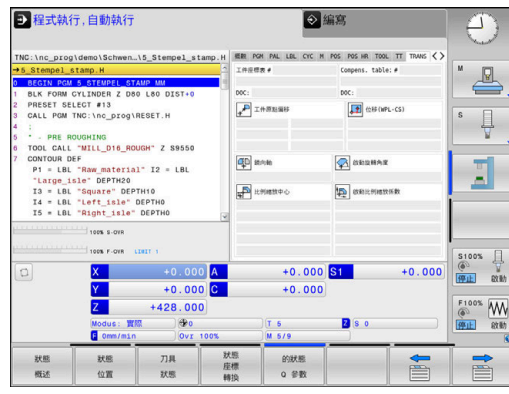 程式執行,自動執行
編寫
TNC:\nc_prog\demo\Schwen…\5_Stempel_stamp.H
→5_Stempel_stamp.H
0 BEGIN PGM 5_STEMPEL_STAMP MM
1 BLK FORM CYLINDER Z D80 L80 DIST+0
2 PRESET SELECT #13
3 CALL PGM TNC:\nc_prog\RESET.H
4 ;
5 * - PRE ROUGHING
6 TOOL CALL "MILL_D16_ROUGH" Z S9550
7 CONTOUR DEF
P1 = LBL "Raw_material" I2 = LBL
"Large_isle" DEPTH20
I3 = LBL "Square" DEPTH10
I4 = LBL "Left_isle" DEPTH0
I5 = LBL "Right_isle" DEPTH0
100% S-OVR
100% F-OVR LIMIT 1
概觀 PGM PAL LBL CYC M POS POS HR TOOL TT TRANS
工件座標表 # Compens. table: #
DOC: DOC:
工件原點偏移 位移(WPL-CS)
鏡向軸 啟動旋轉角度
比例縮放中心 啟動比例縮放係數
X +0.000 A +0.000 S1 +0.000
Y +0.000 C +0.000
Z +428.000
Modus: 實際 0 T 5 Z S 0
F 0mm/min Ovr 100% M 5/9
M
S
S100%
停止 啟動
F100%
停止 啟動
狀態
概述
狀態
位置
刀具
狀態
狀態
座標
轉換
的狀態
Q 參數